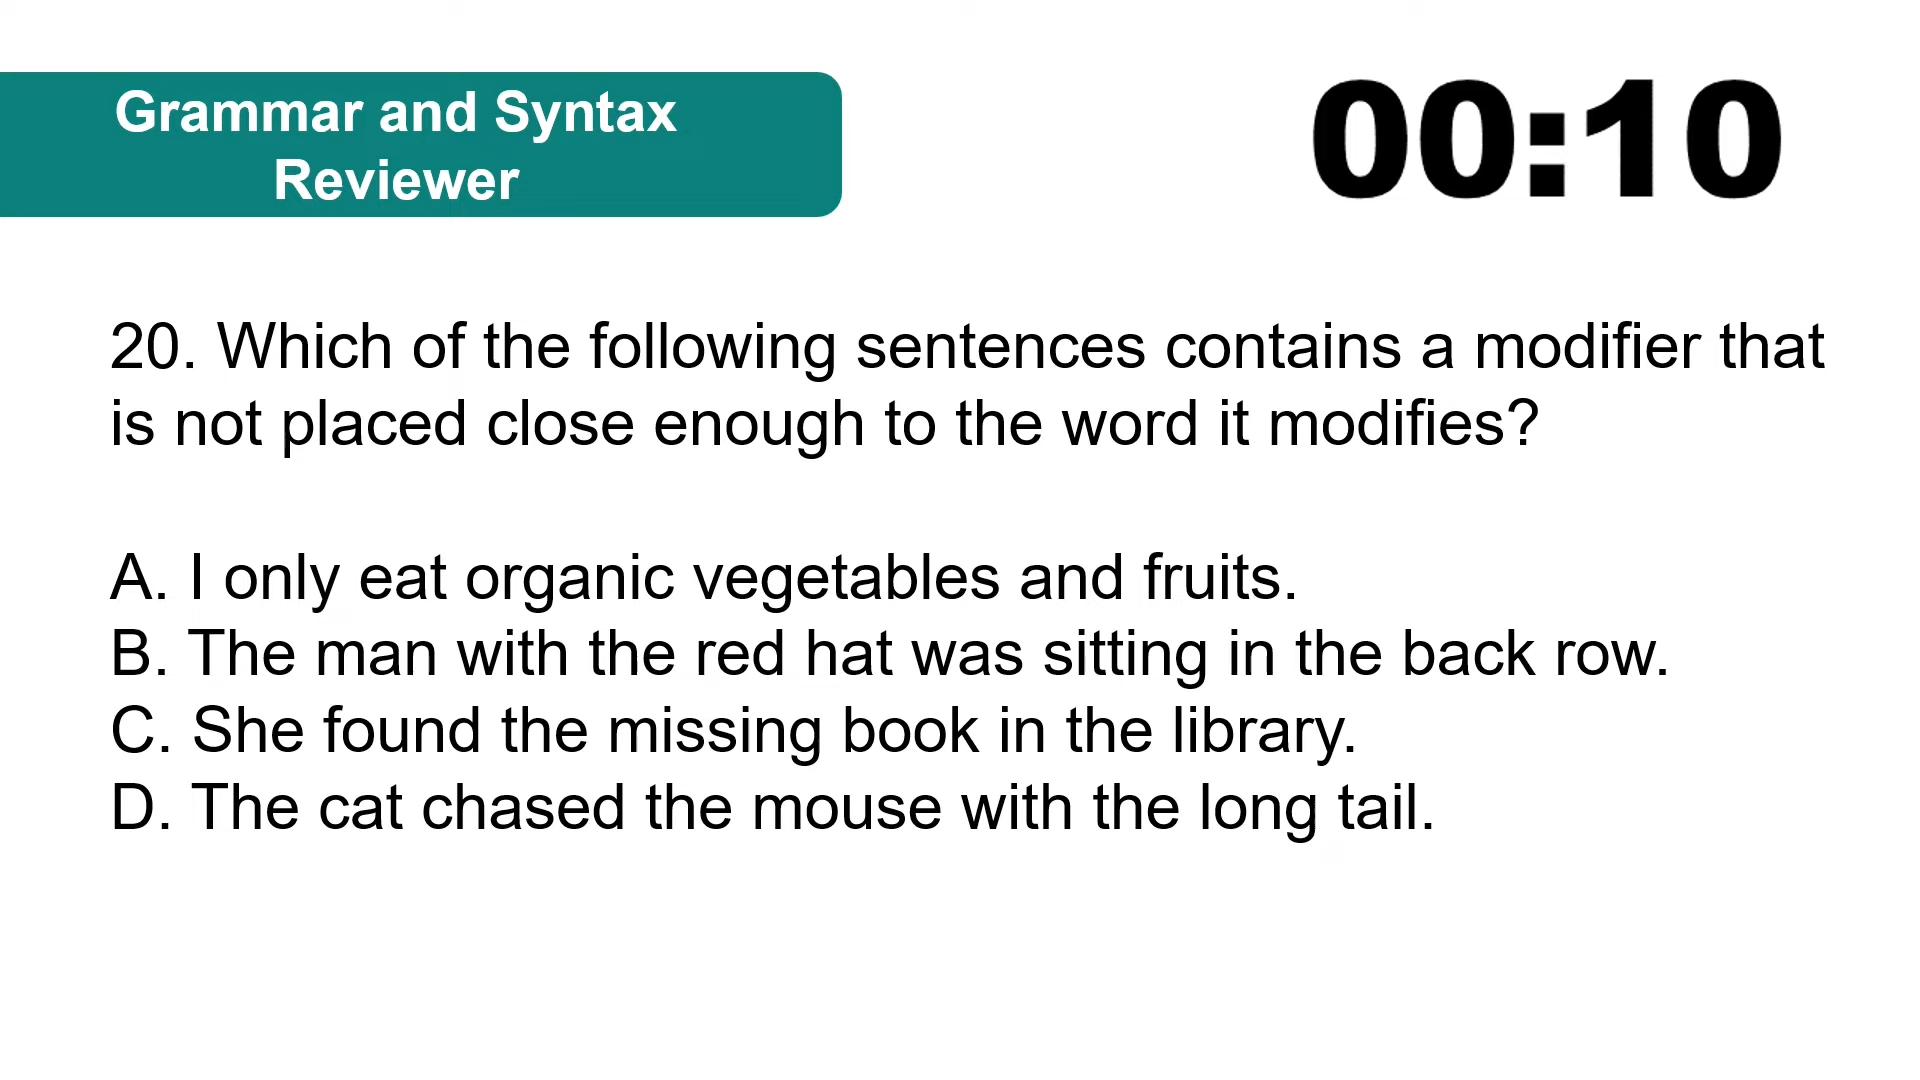 Grammar and Syntax
Reviewer
00:10
20. Which of the following sentences contains a modifier that
is not placed close enough to the word it modifies?
A. I only eat organic vegetables and fruits.
B. The man with the red hat was sitting in the back row.
C. She found the missing book in the library.
D. The cat chased the mouse with the long tail.